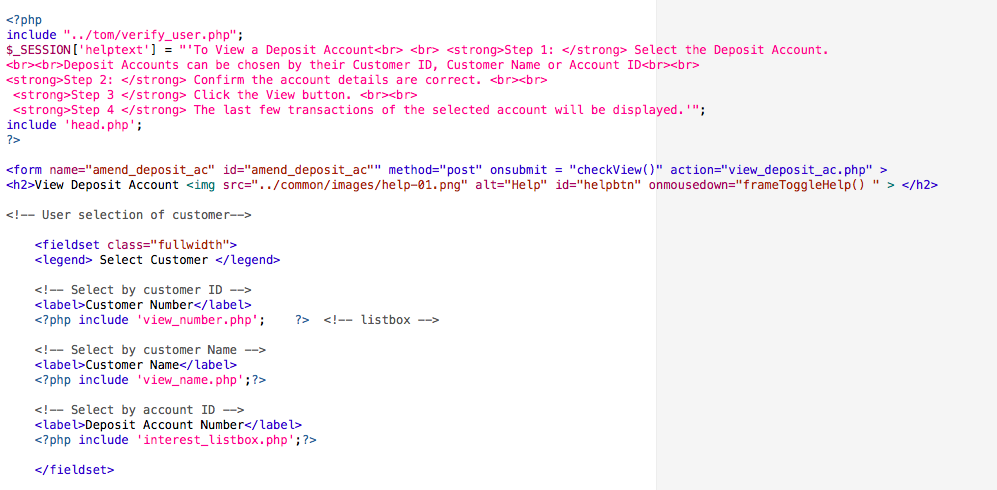 <?php
include "../tom/verify_user.php";
$_SESSION['helptext'] = "'To View a Deposit Account<br> <br> <strong>Step 1: </strong> Select the Deposit Account.
<br><br>Deposit Accounts can be chosen by their Customer ID, Customer Name or Account ID<br><br>
<strong>Step 2: </strong> Confirm the account details are correct. <br><br>
 <strong>Step 3 </strong> Click the View button. <br><br>
 <strong>Step 4 </strong> The last few transactions of the selected account will be displayed.'";
include 'head.php';
?>

<form name="amend_deposit_ac" id="amend_deposit_ac"" method="post" onsubmit = "checkView()" action="view_deposit_ac.php" >
<h2>View Deposit Account <img src="../common/images/help-01.png" alt="Help" id="helpbtn" onmousedown="frameToggleHelp() " > </h2>

<!-- User selection of customer-->

    <fieldset class="fullwidth">
    <legend> Select Customer </legend>

    <!-- Select by customer ID -->
    <label>Customer Number</label>
    <?php include 'view_number.php';    ?>  <!-- listbox -->

    <!-- Select by customer Name -->
    <label>Customer Name</label>
    <?php include 'view_name.php';?>

    <!-- Select by account ID -->
    <label>Deposit Account Number</label>
    <?php include 'interest_listbox.php';?>

    </fieldset>